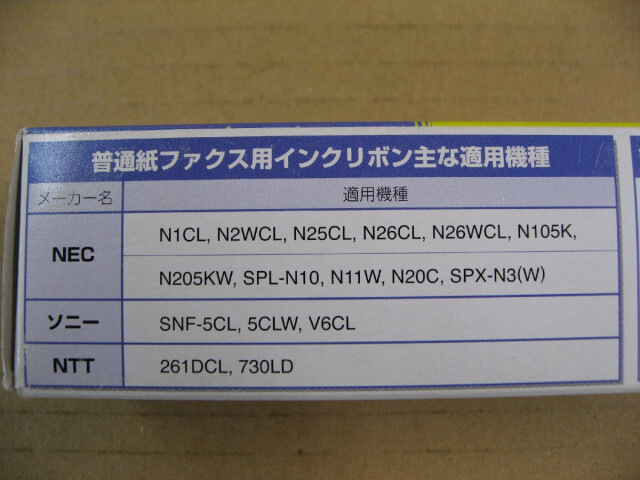 普通紙ファクス用インクリボン主な適用機種
メーカー名 適用機種
NEC N1CL, N2WCL, N25CL, N26CL, N26WCL, N105K,
N205KW, SPL-N10, N11W, N20C, SPX-N3(W)
ソニー SNF-5CL, 5CLW, V6CL
NTT 261DCL, 730LD